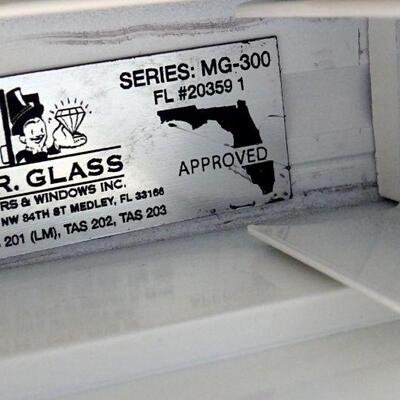 SERIES: MG-300
FL #20359 1
APPROVED
R. GLASS
RS & WINDOWS INC.
NW 84TH ST MEDLEY, FL 33166
201 (LM), TAS 202, TAS 203